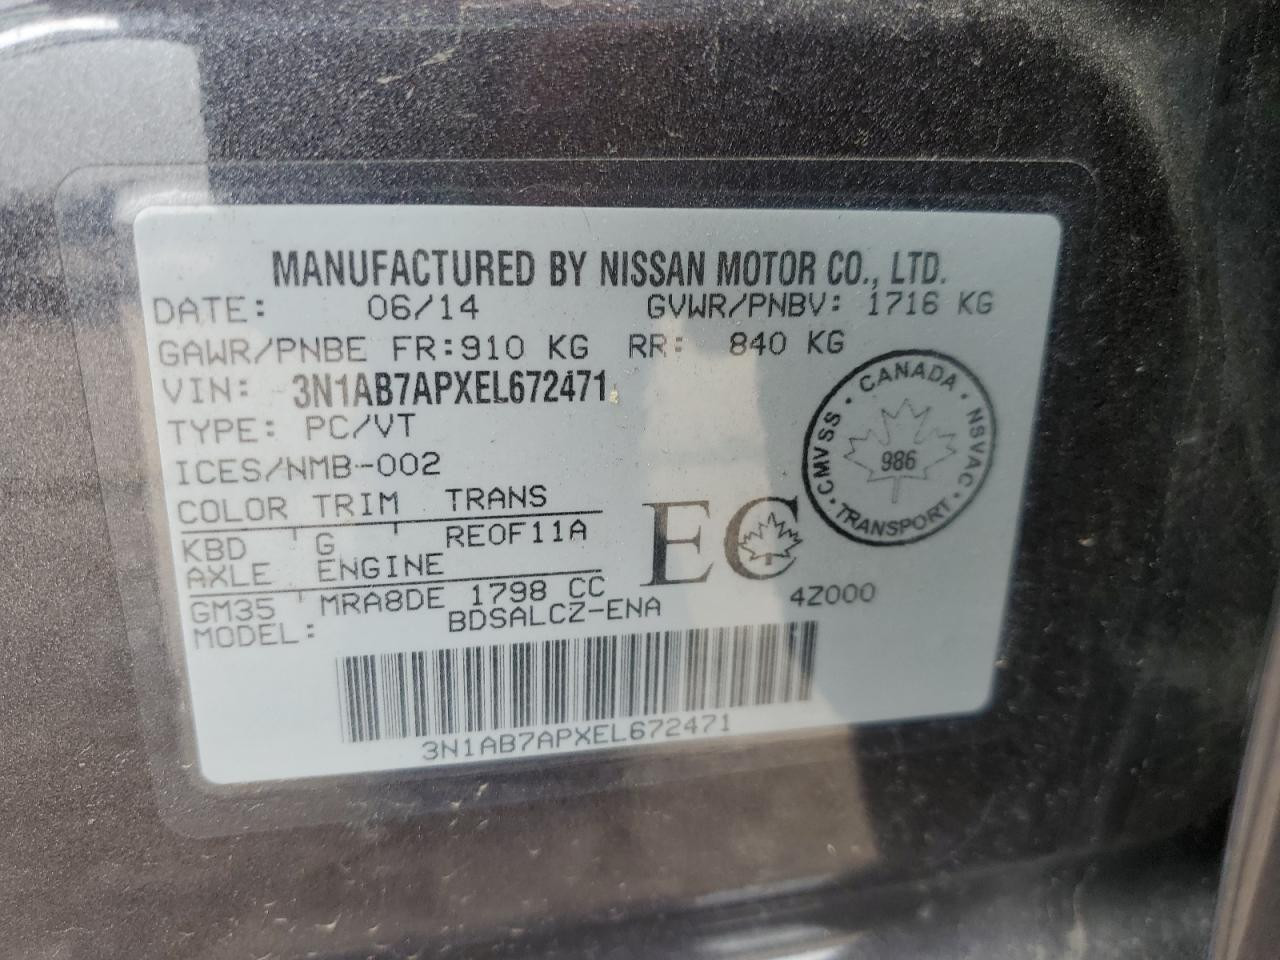 MANUFACTURED BY NISSAN MOTOR CO., LTD.
DATE: 06/14 GVWR/PNBV: 1716 KG
GAWR/PNBE FR:910 KG RR: 840 KG
VIN: 3N1AB7APXEL672471
TYPE: PC/VT
ICES/NMB-002
COLOR TRIM TRANS
KBD G RE0F11A
AXLE ENGINE
GM35 MRA8DE 1798 CC
MODEL: BDSALCZ-ENA
EC
4Z000
CANADA
NSVAC
TRANSPORT
CMVSS
986
3N1AB7APXEL672471